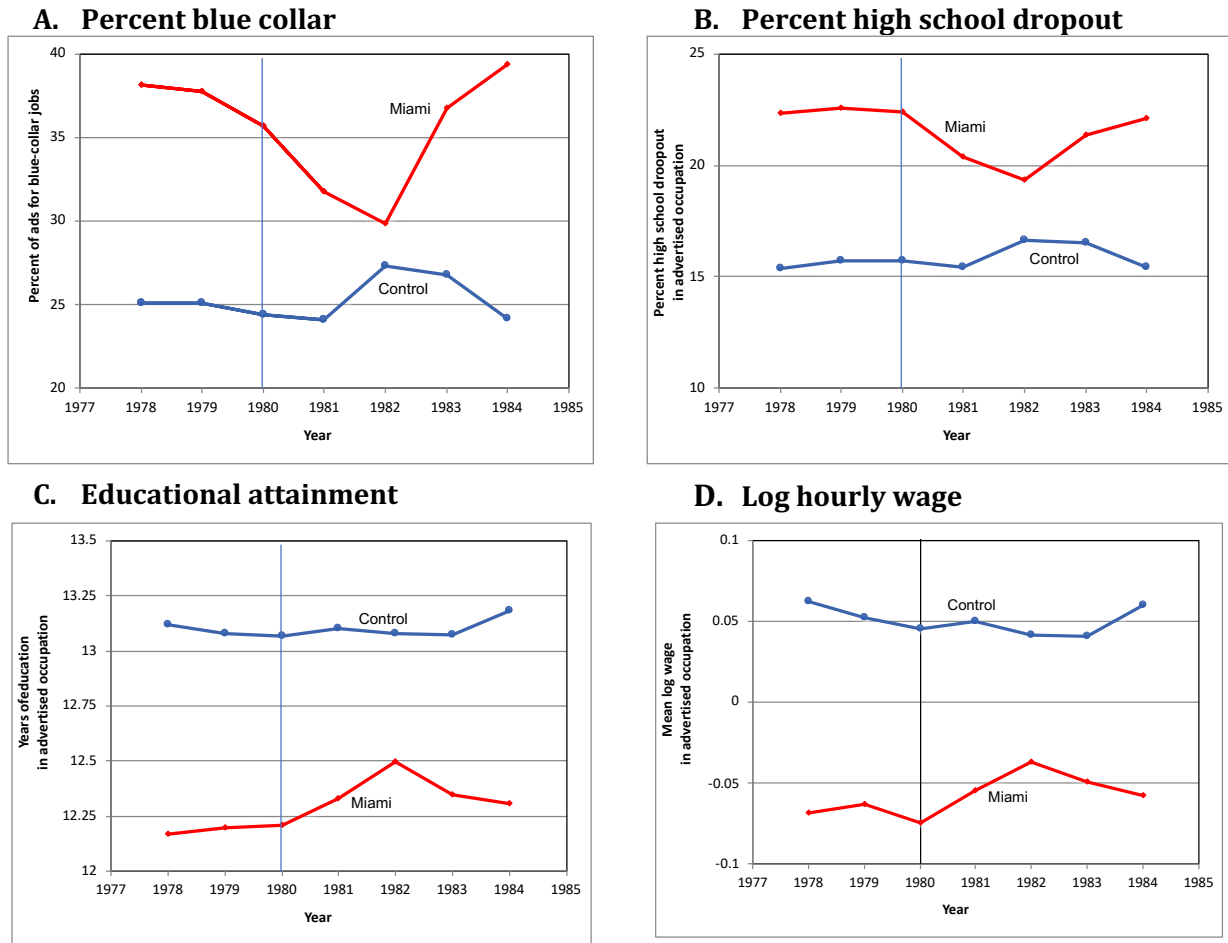 A. Percent blue collar
Percent of ads for blue-collar jobs
40
35
30
25
20
Miami
Control
1977 1978 1979 1980 1981 1982 1983 1984 1985
Year
B. Percent high school dropout
Percent high school droopout
in advertised occupation
25
20
15
10
Miami
Control
1977 1978 1979 1980 1981 1982 1983 1984 1985
Year
C. Educational attainment
Years ofeducation
in advertised occupation
13.5
13.25
13
12.75
12.5
12.25
12
Control
Miami
1977 1978 1979 1980 1981 1982 1983 1984 1985
Year
D. Log hourly wage
Mean log wage
in advertised occupation
0.1
0.05
0
-0.05
-0.1
Control
Miami
1977 1978 1979 1980 1981 1982 1983 1984 1985
Year